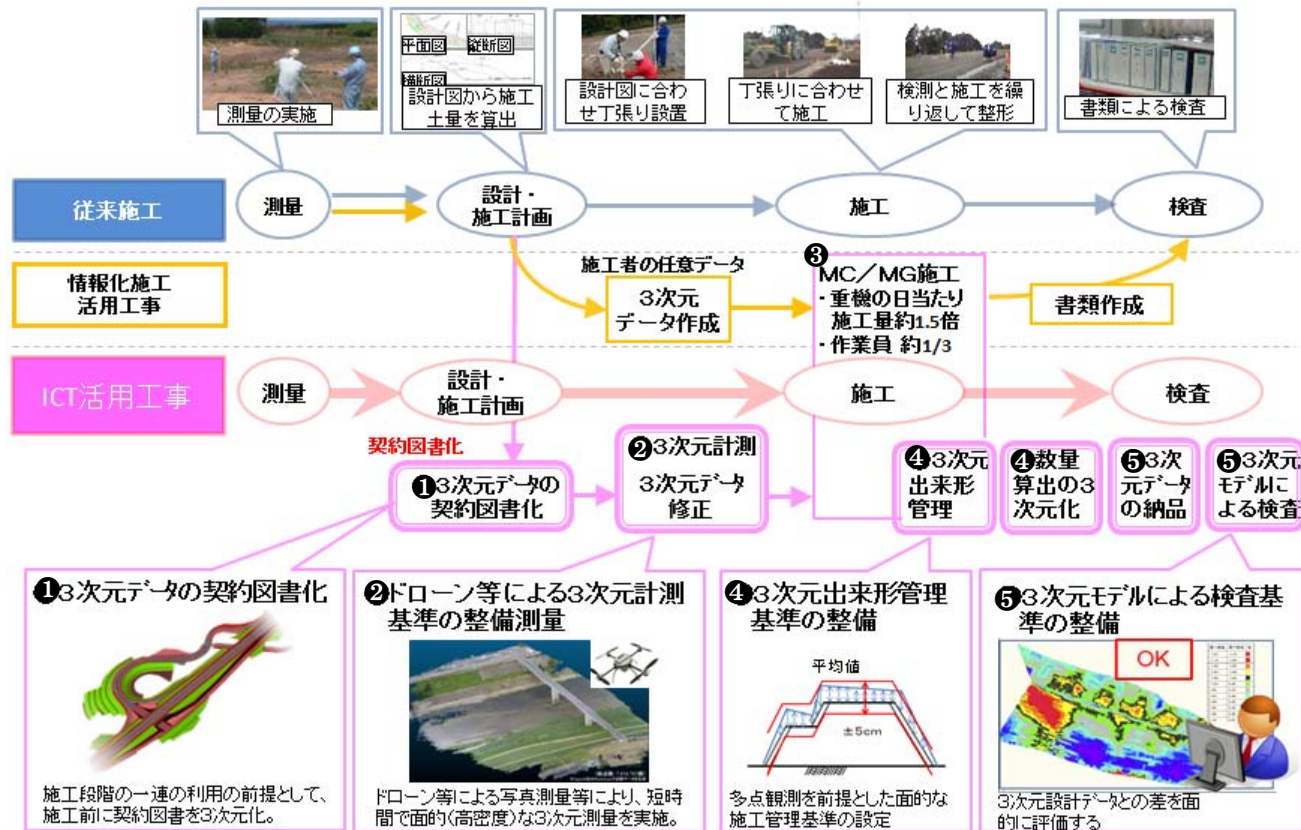 平面図
縦断図
横断図
測量の実施
設計図から施工
土量を算出
設計図に合わ
せ丁張り設置
丁張りに合わせ
て施工
検測と施工を繰
り返して整形
書類による検査
従来施工
測量
設計・
施工計画
施工
検査
情報化施工
活用工事
施工者の任意データ
3次元
データ作成
❸
MC/MG施工
・重機の日当たり
施工量約1.5倍
・作業員 約1/3
書類作成
ICT活用工事
測量
設計・
施工計画
施工
検査
契約図書化
❶3次元データの
契約図書化
❷3次元計測
3次元データ
修正
❹3次元
出来形
管理
❹数量
算出の3
次元化
❺3次
元データ
の納品
❺3次元
モデルに
よる検査
❶3次元データの契約図書化
施工段階の一連の利用の前提として、
施工前に契約図書を3次元化。
❷ドローン等による3次元計測
基準の整備測量
ドローン等による写真測量等により、短時
間で面的(高密度)な3次元測量を実施。
❹3次元出来形管理
基準の整備
平均値
±5cm
多点観測を前提とした面的な
施工管理基準の設定
❺3次元モデルによる検査基
準の整備
OK
3次元設計データとの差を面
的に評価する